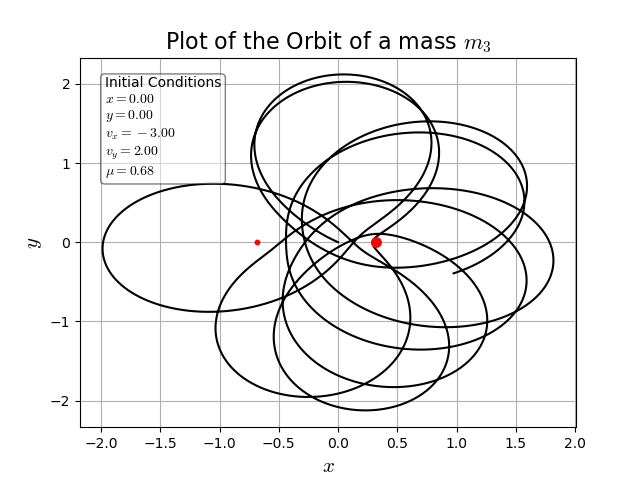 Plot of the Orbit of a mass m₃
Initial Conditions
x = 0.00
y = 0.00
vₓ = −3.00
v_y = 2.00
μ = 0.68
y
2
1
0
−1
−2
−2.0 −1.5 −1.0 −0.5 0.0 0.5 1.0 1.5 2.0
x